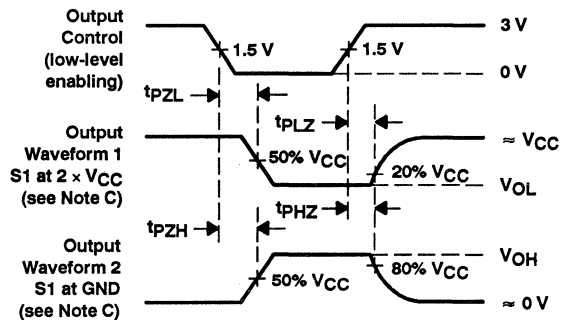 Output
Control
(low-level
enabling)
3 V
1.5 V
1.5 V
0 V
tPZL
tPLZ
Output
Waveform 1
S1 at 2 × VCC
(see Note C)
≈ VCC
50% VCC
20% VCC
VOL
tPZH
tPHZ
Output
Waveform 2
S1 at GND
(see Note C)
VOH
50% VCC
80% VCC
≈ 0 V